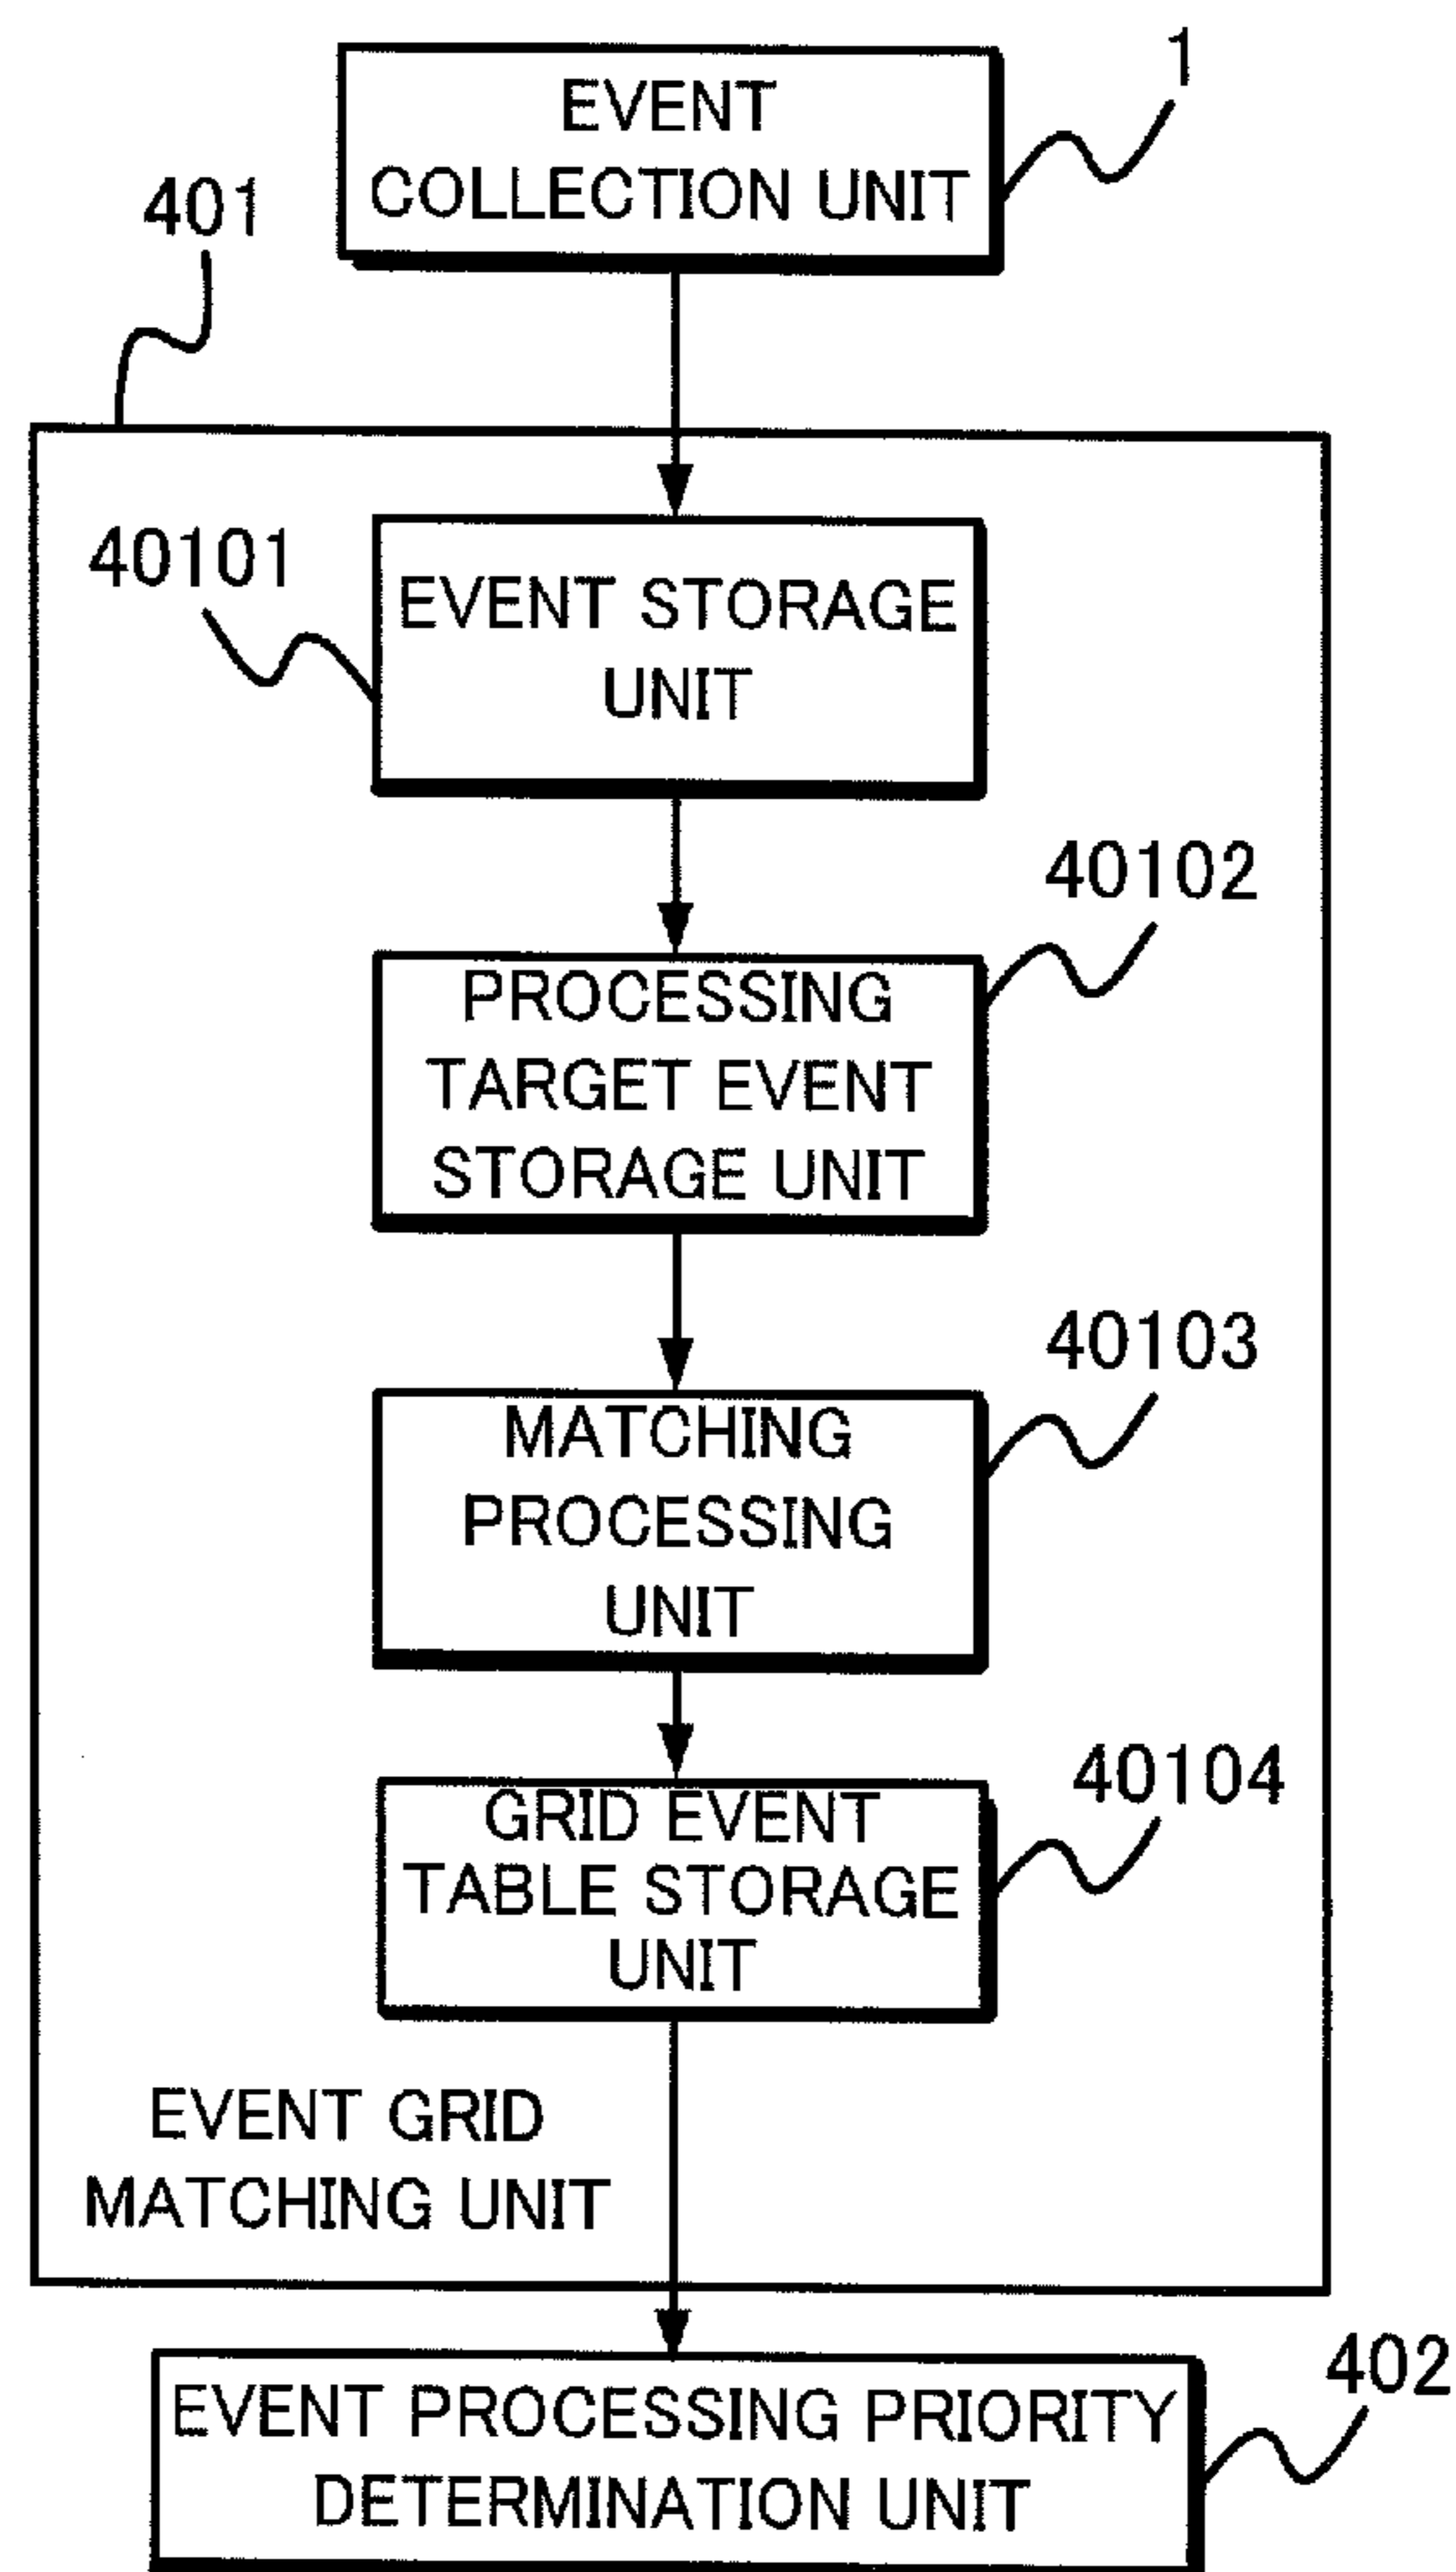 1
EVENT
COLLECTION UNIT
401
40101
EVENT STORAGE
UNIT
40102
PROCESSING
TARGET EVENT
STORAGE UNIT
40103
MATCHING
PROCESSING
UNIT
40104
GRID EVENT
TABLE STORAGE
UNIT
EVENT GRID
MATCHING UNIT
402
EVENT PROCESSING PRIORITY
DETERMINATION UNIT